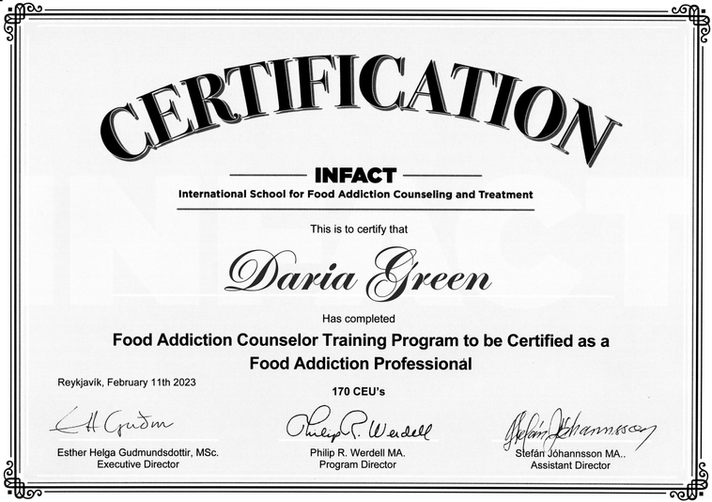 CERTIFICATION
INFACT
International School for Food Addiction Counseling and Treatment
This is to certify that
Daria Green
Has completed
Food Addiction Counselor Training Program to be Certified as a
Food Addiction Professional
Reykjavík, February 11th 2023
170 CEU's
EH Guðm
Philip R. Werdell
Stefán Jóhannsson
Esther Helga Gudmundsdottir, MSc.
Executive Director
Philip R. Werdell MA.
Program Director
Stefán Jóhannsson MA..
Assistant Director
INFACT